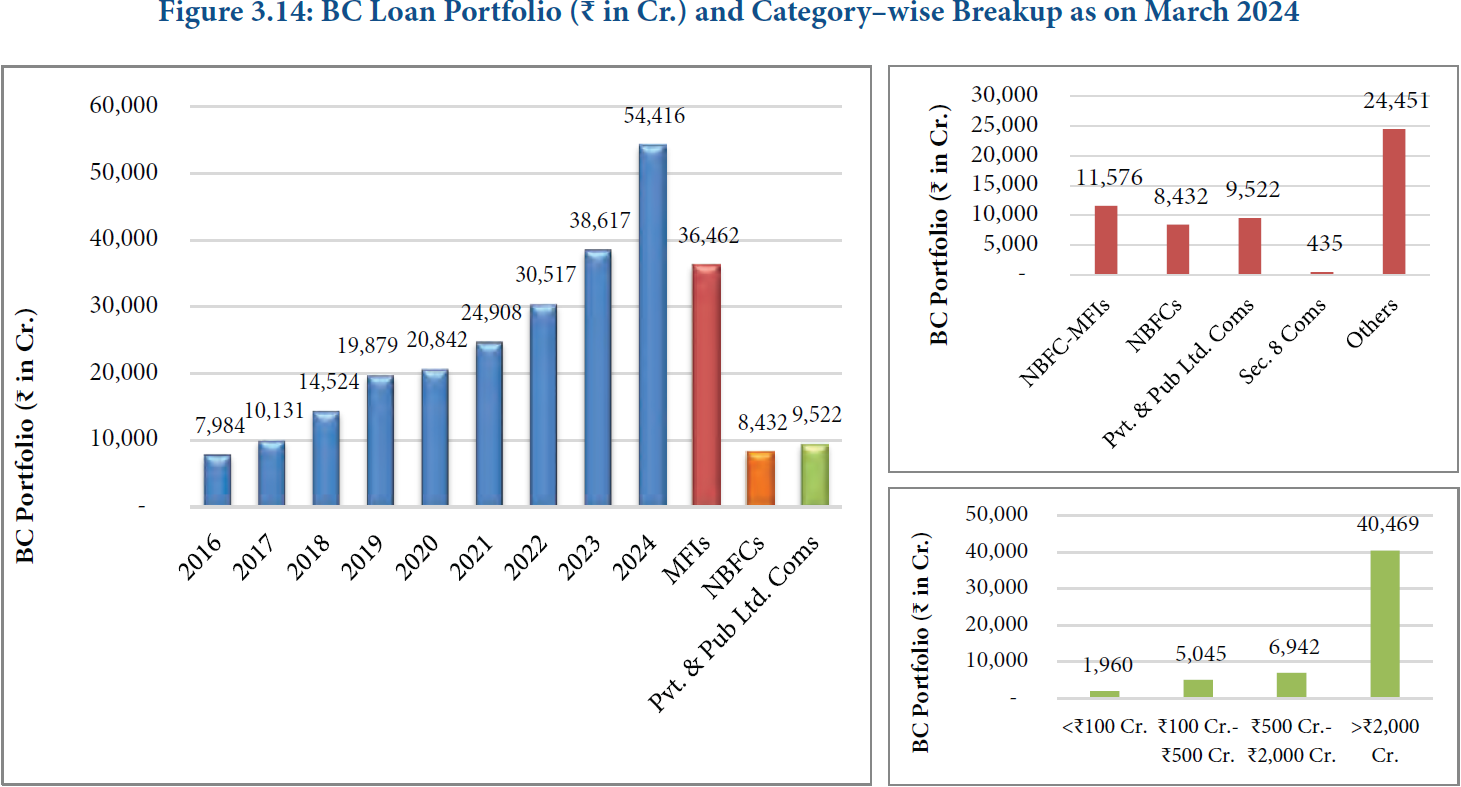 Figure 3.14: BC Loan Portfolio (₹ in Cr.) and Category–wise Breakup as on March 2024
BC Portfolio (₹ in Cr.)
60,000
50,000
40,000
30,000
20,000
10,000
-
7,984
10,131
14,524
19,879
20,842
24,908
30,517
38,617
54,416
36,462
8,432
9,522
2016
2017
2018
2019
2020
2021
2022
2023
2024
MFIs
NBFCs
Pvt. & Pub Ltd. Coms
BC Portfolio (₹ in Cr.)
30,000
25,000
20,000
15,000
10,000
5,000
-
11,576
8,432
9,522
435
24,451
NBFC-MFIs
NBFCs
Pvt. & Pub Ltd. Coms
Sec. 8 Coms
Others
BC Portfolio (₹ in Cr.)
50,000
40,000
30,000
20,000
10,000
-
1,960
5,045
6,942
40,469
<₹100 Cr.
₹100 Cr.-
₹500 Cr.
₹500 Cr.-
₹2,000 Cr.
>₹2,000
Cr.